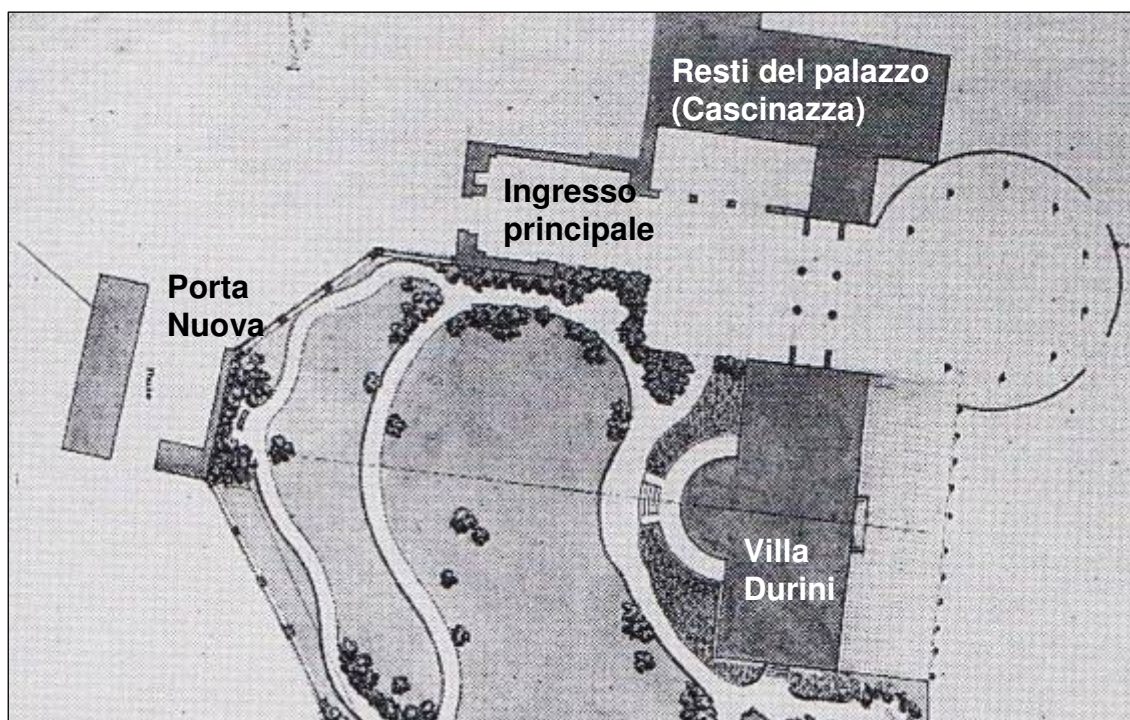 Resti del palazzo
(Cascinazza)
Ingresso
principale
Porta
Nuova
Villa
Durini